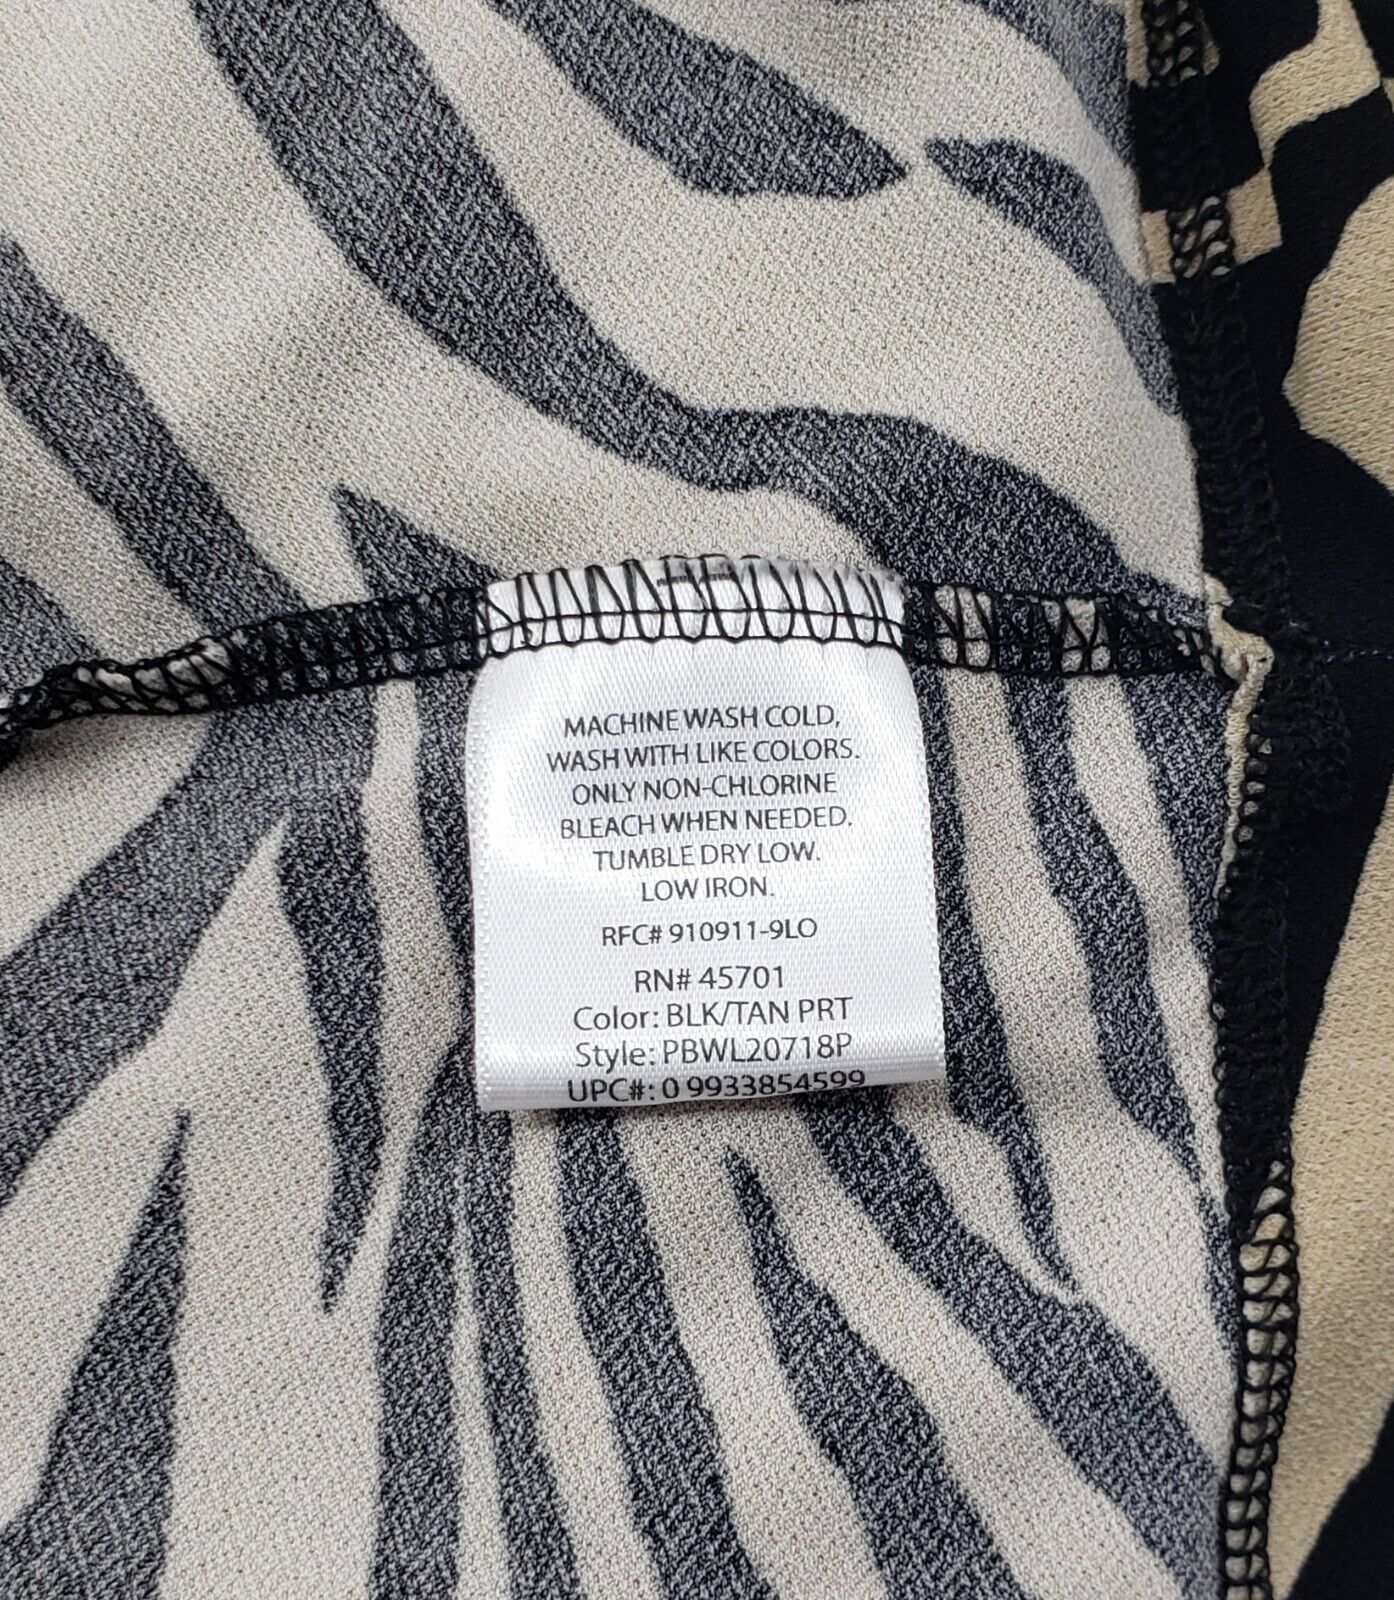 MACHINE WASH COLD,
WASH WITH LIKE COLORS.
ONLY NON-CHLORINE
BLEACH WHEN NEEDED.
TUMBLE DRY LOW.
LOW IRON.
RFC# 910911-9LO
RN# 45701
Color: BLK/TAN PRT
Style: PBWL20718P
UPC#: 0 9933854599